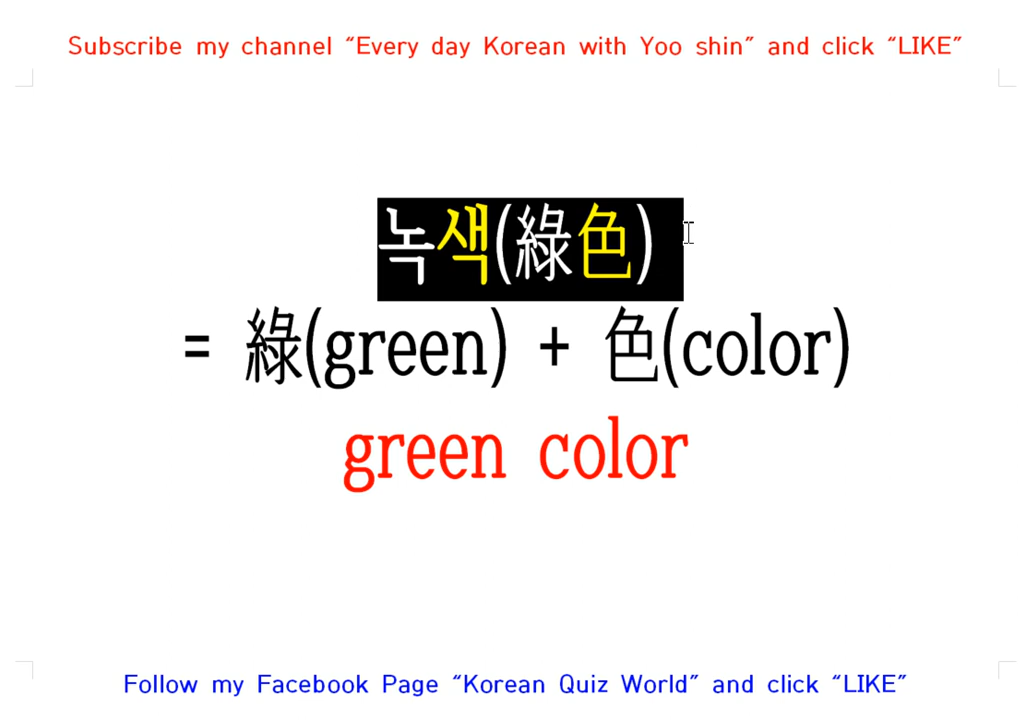 Subscribe my channel “Every day Korean with Yoo shin” and click “LIKE”
녹색(綠色)
= 綠(green) + 色(color)
green color
Follow my Facebook Page “Korean Quiz World” and click “LIKE”